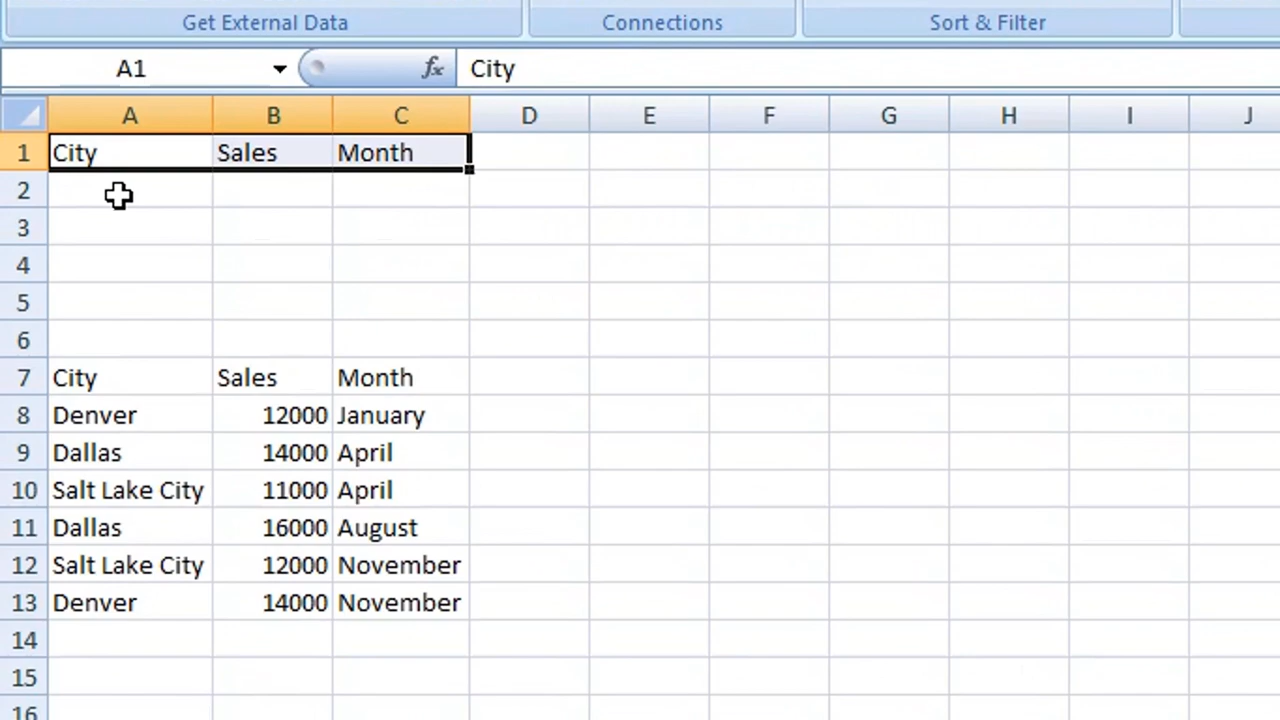 Get External Data Connections Sort & Filter
A1 fx City
A B C D E F G H I J
1 City Sales Month
2
3
4
5
6
7 City Sales Month
8 Denver 12000 January
9 Dallas 14000 April
10 Salt Lake City 11000 April
11 Dallas 16000 August
12 Salt Lake City 12000 November
13 Denver 14000 November
14
15
16